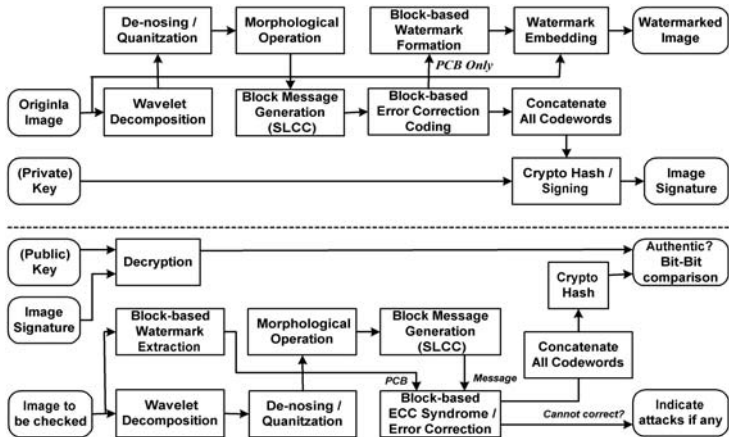 De-nosing /
Quanitzation
Morphological
Operation
Block-based
Watermark
Formation
Watermark
Embedding
Watermarked
Image
PCB Only
Originla
Image
Wavelet
Decomposition
Block Message
Generation
(SLCC)
Block-based
Error Correction
Coding
Concatenate
All Codewords
(Private)
Key
Crypto Hash /
Signing
Image
Signature
(Public)
Key
Decryption
Authentic?
Bit-Bit
comparison
Crypto
Hash
Image
Signature
Block-based
Watermark
Extraction
Morphological
Operation
Block Message
Generation
(SLCC)
Concatenate
All Codewords
PCB
Message
Image to
be checked
Wavelet
Decomposition
De-nosing /
Quanitzation
Block-based
ECC Syndrome /
Error Correction
Cannot correct?
Indicate
attacks if any